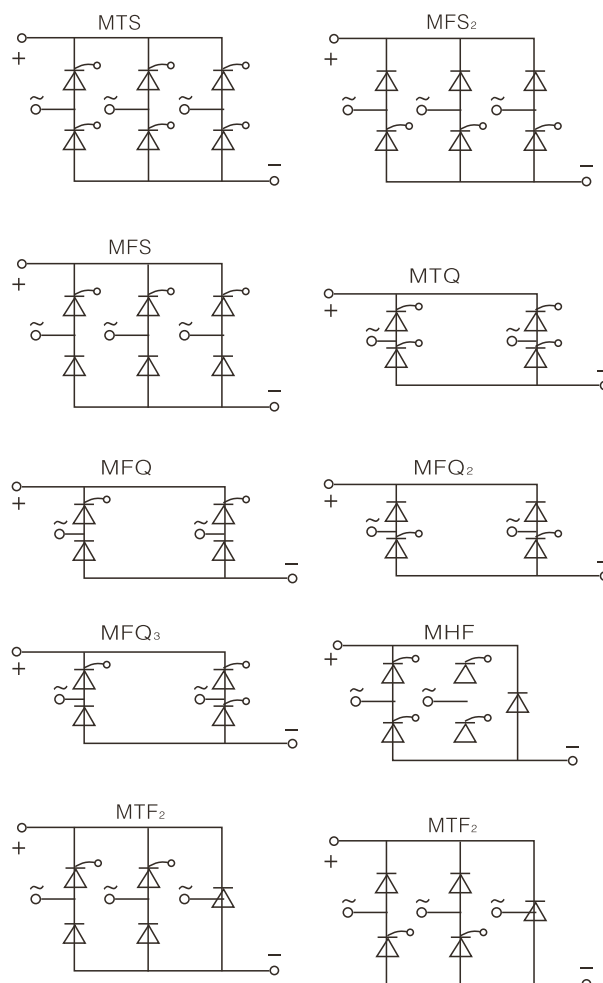 MTS
MFS₂
+
+
~ ~ ~
~ ~ ~
−
−
MFS
MTQ
+
+
~ ~ ~
~ ~
−
−
MFQ
MFQ₂
+
+
~ ~
~ ~
−
−
MFQ₃
MHF
+
+
~ ~
~ ~
−
−
MTF₂
MTF₂
+
+
~ ~ ~
~ ~ ~
−
−